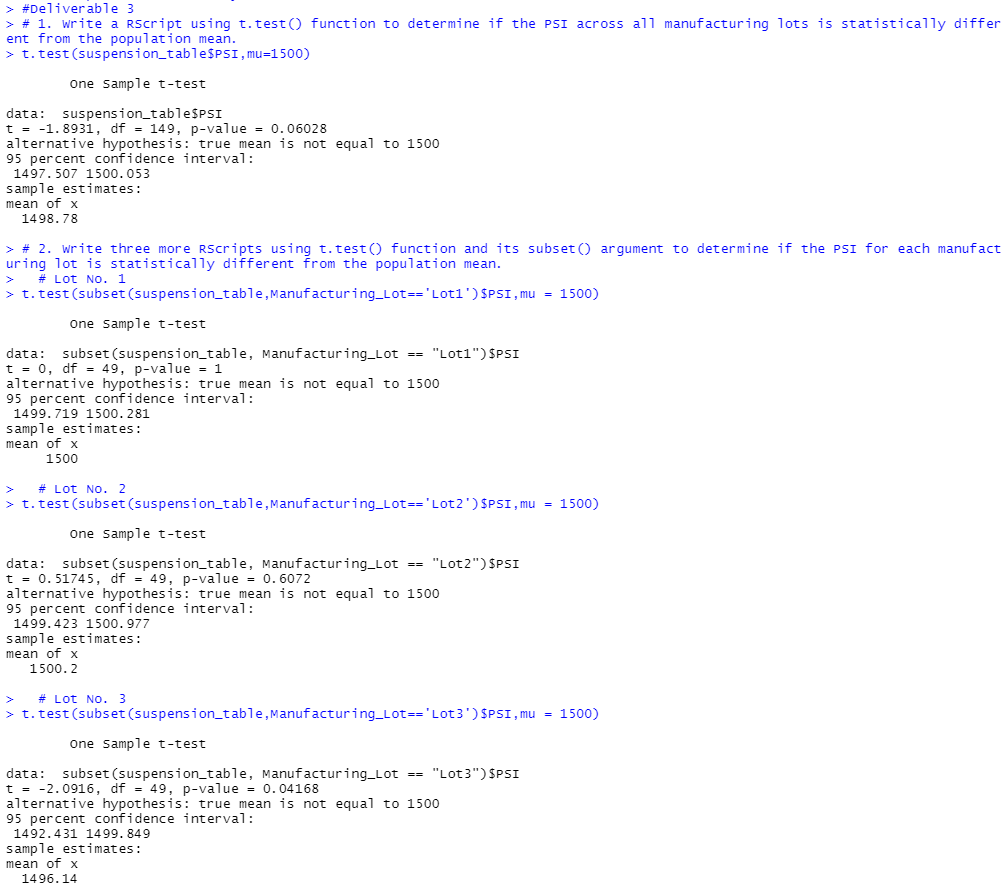 > #Deliverable 3
> # 1. Write a RScript using t.test() function to determine if the PSI across all manufacturing lots is statistically differ
ent from the population mean.
> t.test(suspension_table$PSI,mu=1500)
One Sample t-test
data:  suspension_table$PSI
t = -1.8931, df = 149, p-value = 0.06028
alternative hypothesis: true mean is not equal to 1500
95 percent confidence interval:
1497.507 1500.053
sample estimates:
mean of x
1498.78
> # 2. Write three more RScripts using t.test() function and its subset() argument to determine if the PSI for each manufact
uring lot is statistically different from the population mean.
>   # Lot No. 1
> t.test(subset(suspension_table,Manufacturing_Lot=='Lot1')$PSI,mu = 1500)
One Sample t-test
data:  subset(suspension_table, Manufacturing_Lot == "Lot1")$PSI
t = 0, df = 49, p-value = 1
alternative hypothesis: true mean is not equal to 1500
95 percent confidence interval:
1499.719 1500.281
sample estimates:
mean of x
1500
>   # Lot No. 2
> t.test(subset(suspension_table,Manufacturing_Lot=='Lot2')$PSI,mu = 1500)
One Sample t-test
data:  subset(suspension_table, Manufacturing_Lot == "Lot2")$PSI
t = 0.51745, df = 49, p-value = 0.6072
alternative hypothesis: true mean is not equal to 1500
95 percent confidence interval:
1499.423 1500.977
sample estimates:
mean of x
1500.2
>   # Lot No. 3
> t.test(subset(suspension_table,Manufacturing_Lot=='Lot3')$PSI,mu = 1500)
One Sample t-test
data:  subset(suspension_table, Manufacturing_Lot == "Lot3")$PSI
t = -2.0916, df = 49, p-value = 0.04168
alternative hypothesis: true mean is not equal to 1500
95 percent confidence interval:
1492.431 1499.849
sample estimates:
mean of x
1496.14